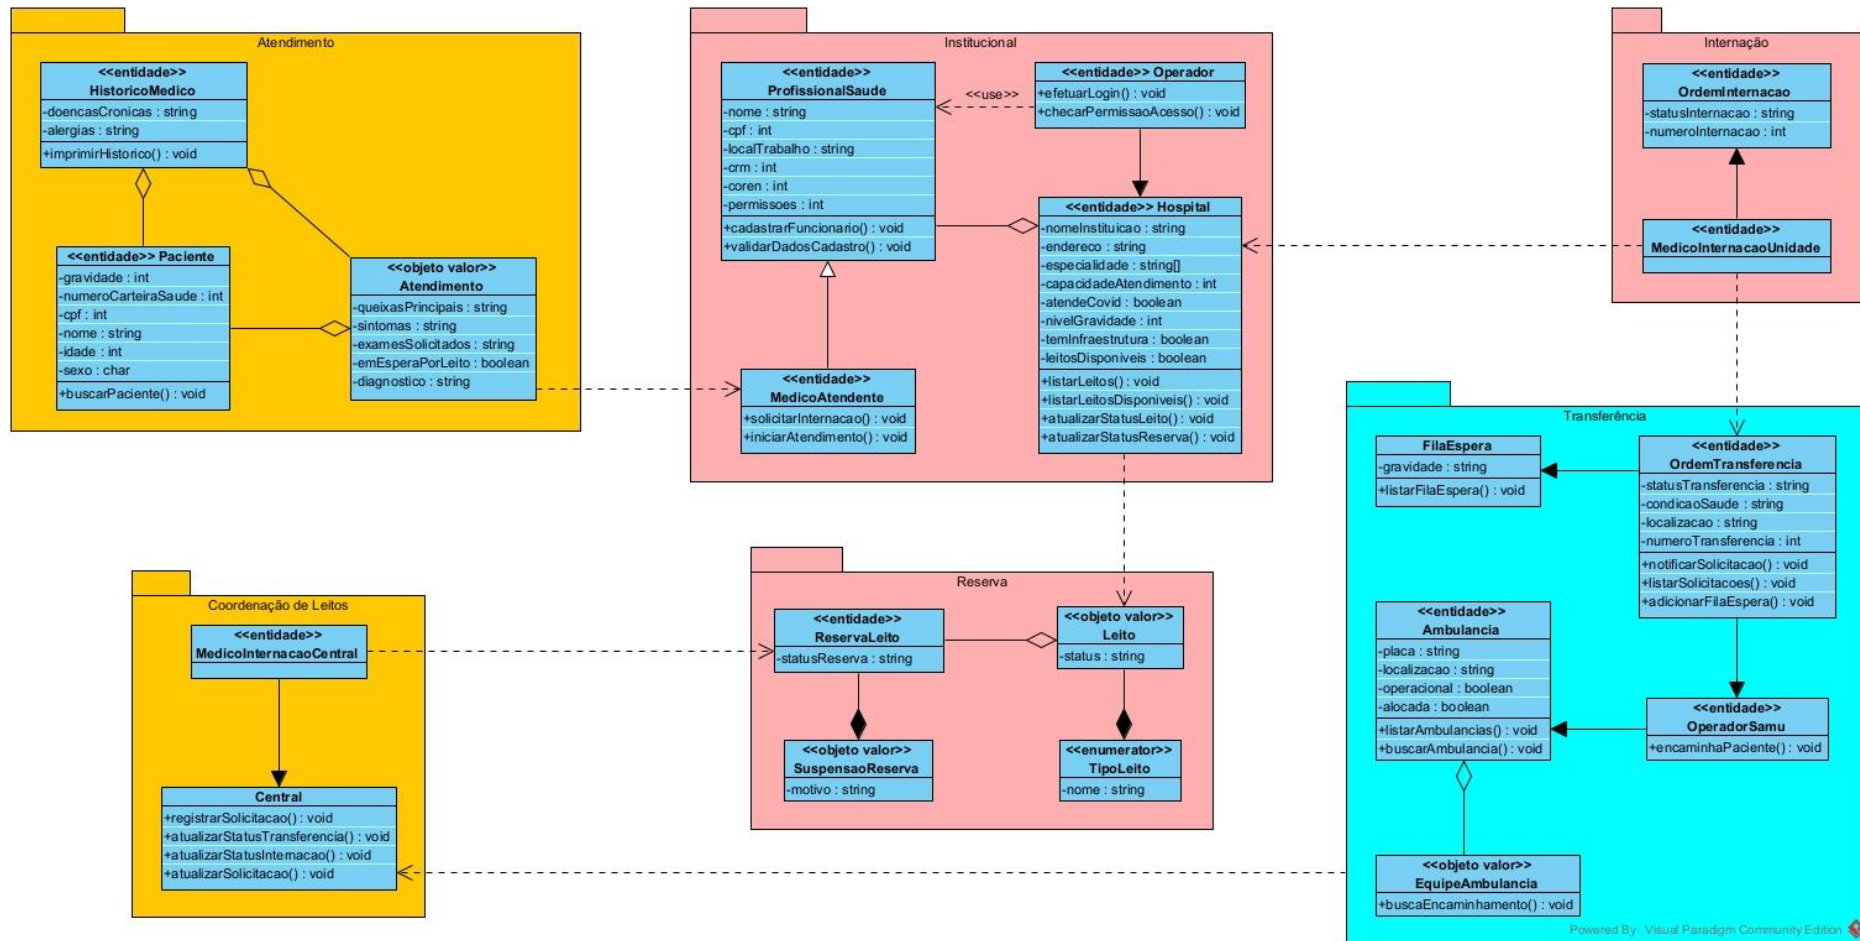 Atendimento
<<entidade>>
HistoricoMedico
-doencasCronicas : string
-alergias : string
+imprimirHistorico() : void
<<entidade>> Paciente
-gravidade : int
-numeroCarteiraSaude : int
-cpf : int
-nome : string
-idade : int
-sexo : char
+buscarPaciente() : void
<<objeto valor>>
Atendimento
-queixasPrincipais : string
-sintomas : string
-examesSolicitados : string
-emEsperaPorLeito : boolean
-diagnostico : string
Institucional
<<entidade>>
ProfissionalSaude
-nome : string
-cpf : int
-localTrabalho : string
-crm : int
-coren : int
-permissoes : int
+cadastrarFuncionario() : void
+validarDadosCadastro() : void
<<use>>
<<entidade>> Operador
+efetuarLogin() : void
+checarPermissaoAcesso() : void
<<entidade>> Hospital
-nomeInstituicao : string
-endereco : string
-especialidade : string[]
-capacidadeAtendimento : int
-atendeCovid : boolean
-nivelGravidade : int
-temInfraestrutura : boolean
-leitosDisponiveis : boolean
+listarLeitos() : void
+listarLeitosDisponiveis() : void
+atualizarStatusLeito() : void
+atualizarStatusReserva() : void
<<entidade>>
MedicoAtendente
+solicitarInternacao() : void
+iniciarAtendimento() : void
Internação
<<entidade>>
OrdemInternacao
-statusInternacao : string
-numeroInternacao : int
<<entidade>>
MedicoInternacaoUnidade
Transferência
FilaEspera
-gravidade : string
+listarFilaEspera() : void
<<entidade>>
OrdemTransferencia
-statusTransferencia : string
-condicaoSaude : string
-localizacao : string
-numeroTransferencia : int
+notificarSolicitacao() : void
+listarSolicitacoes() : void
+adicionarFilaEspera() : void
<<entidade>>
Ambulancia
-placa : string
-localizacao : string
-operacional : boolean
-alocada : boolean
+listarAmbulancias() : void
+buscarAmbulancia() : void
<<entidade>>
OperadorSamu
+encaminhaPaciente() : void
<<objeto valor>>
EquipeAmbulancia
+buscaEncaminhamento() : void
Coordenação de Leitos
<<entidade>>
MedicoInternacaoCentral
Central
+registrarSolicitacao() : void
+atualizarStatusTransferencia() : void
+atualizarStatusInternacao() : void
+atualizarSolicitacao() : void
Reserva
<<entidade>>
ReservaLeito
-statusReserva : string
<<objeto valor>>
Leito
-status : string
<<objeto valor>>
SuspensaoReserva
-motivo : string
<<enumerator>>
TipoLeito
-nome : string
Powered By Visual Paradigm Community Edition